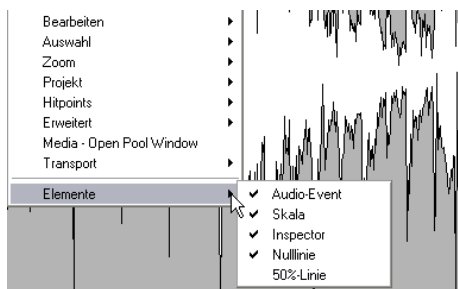 Bearbeiten
Auswahl
Zoom
Projekt
Hitpoints
Erweitert
Media - Open Pool Window
Transport
Elemente
Audio-Event
Skala
Inspector
Nulllinie
50%-Linie